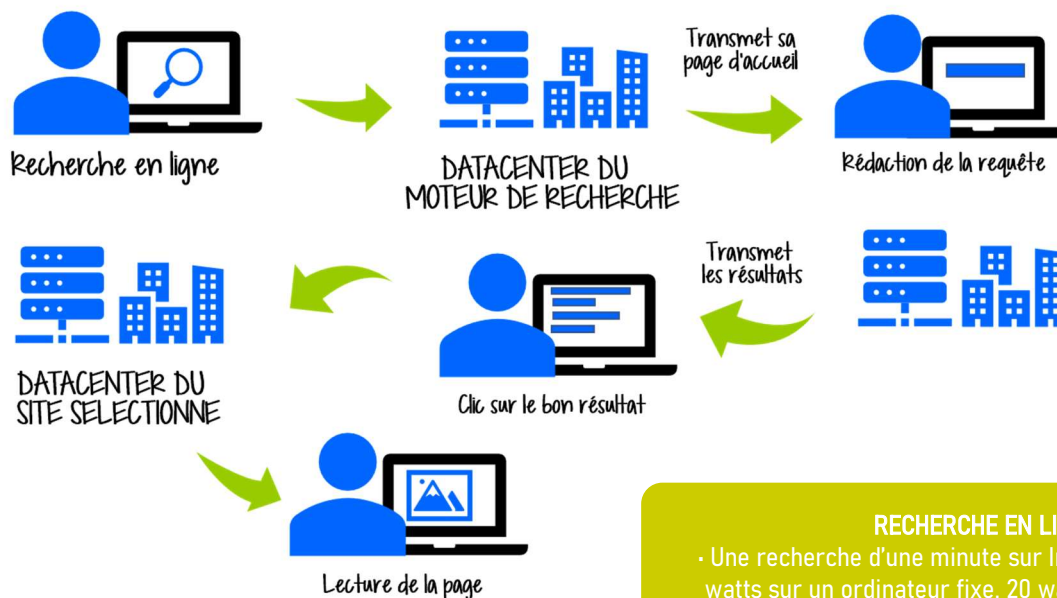 Transmet sa
page d'accueil
Recherche en ligne
DATACENTER DU
MOTEUR DE RECHERCHE
Rédaction de la requête
Transmet
les résultats
DATACENTER DU
SITE SELECTIONNE
Clic sur le bon résultat
Lecture de la page
RECHERCHE EN
· Une recherche d'une minute sur
watts sur un ordinateur fixe, 20